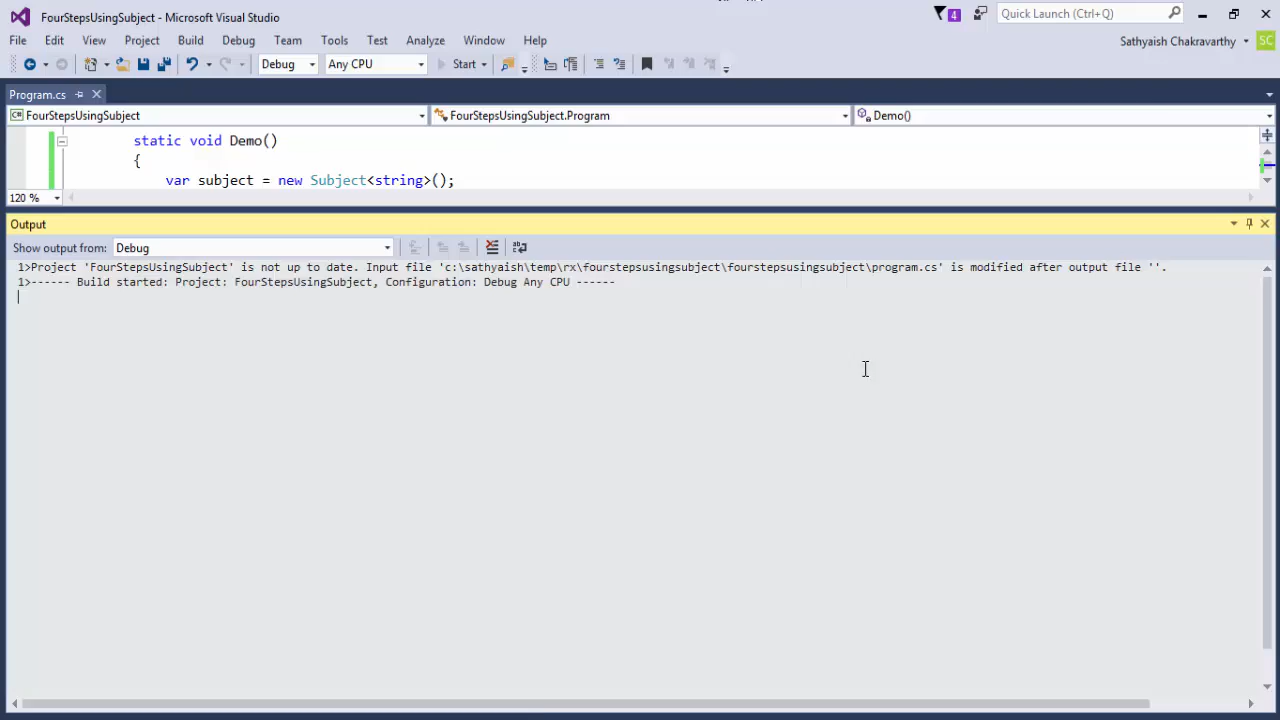 FourStepsUsingSubject - Microsoft Visual Studio
4
Quick Launch (Ctrl+Q)
File Edit View Project Build Debug Team Tools Test Analyze Window Help
Sathyaish Chakravarthy
SC
Debug Any CPU Start
Program.cs
C# FourStepsUsingSubject FourStepsUsingSubject.Program Demo()
static void Demo()
{
var subject = new Subject<string>();
120 %
Output
Show output from: Debug
1>Project 'FourStepsUsingSubject' is not up to date. Input file 'c:\sathyaish\temp\rx\fourstepsusingsubject\fourstepsusingsubject\program.cs' is modified after output file ''.
1>------ Build started: Project: FourStepsUsingSubject, Configuration: Debug Any CPU ------